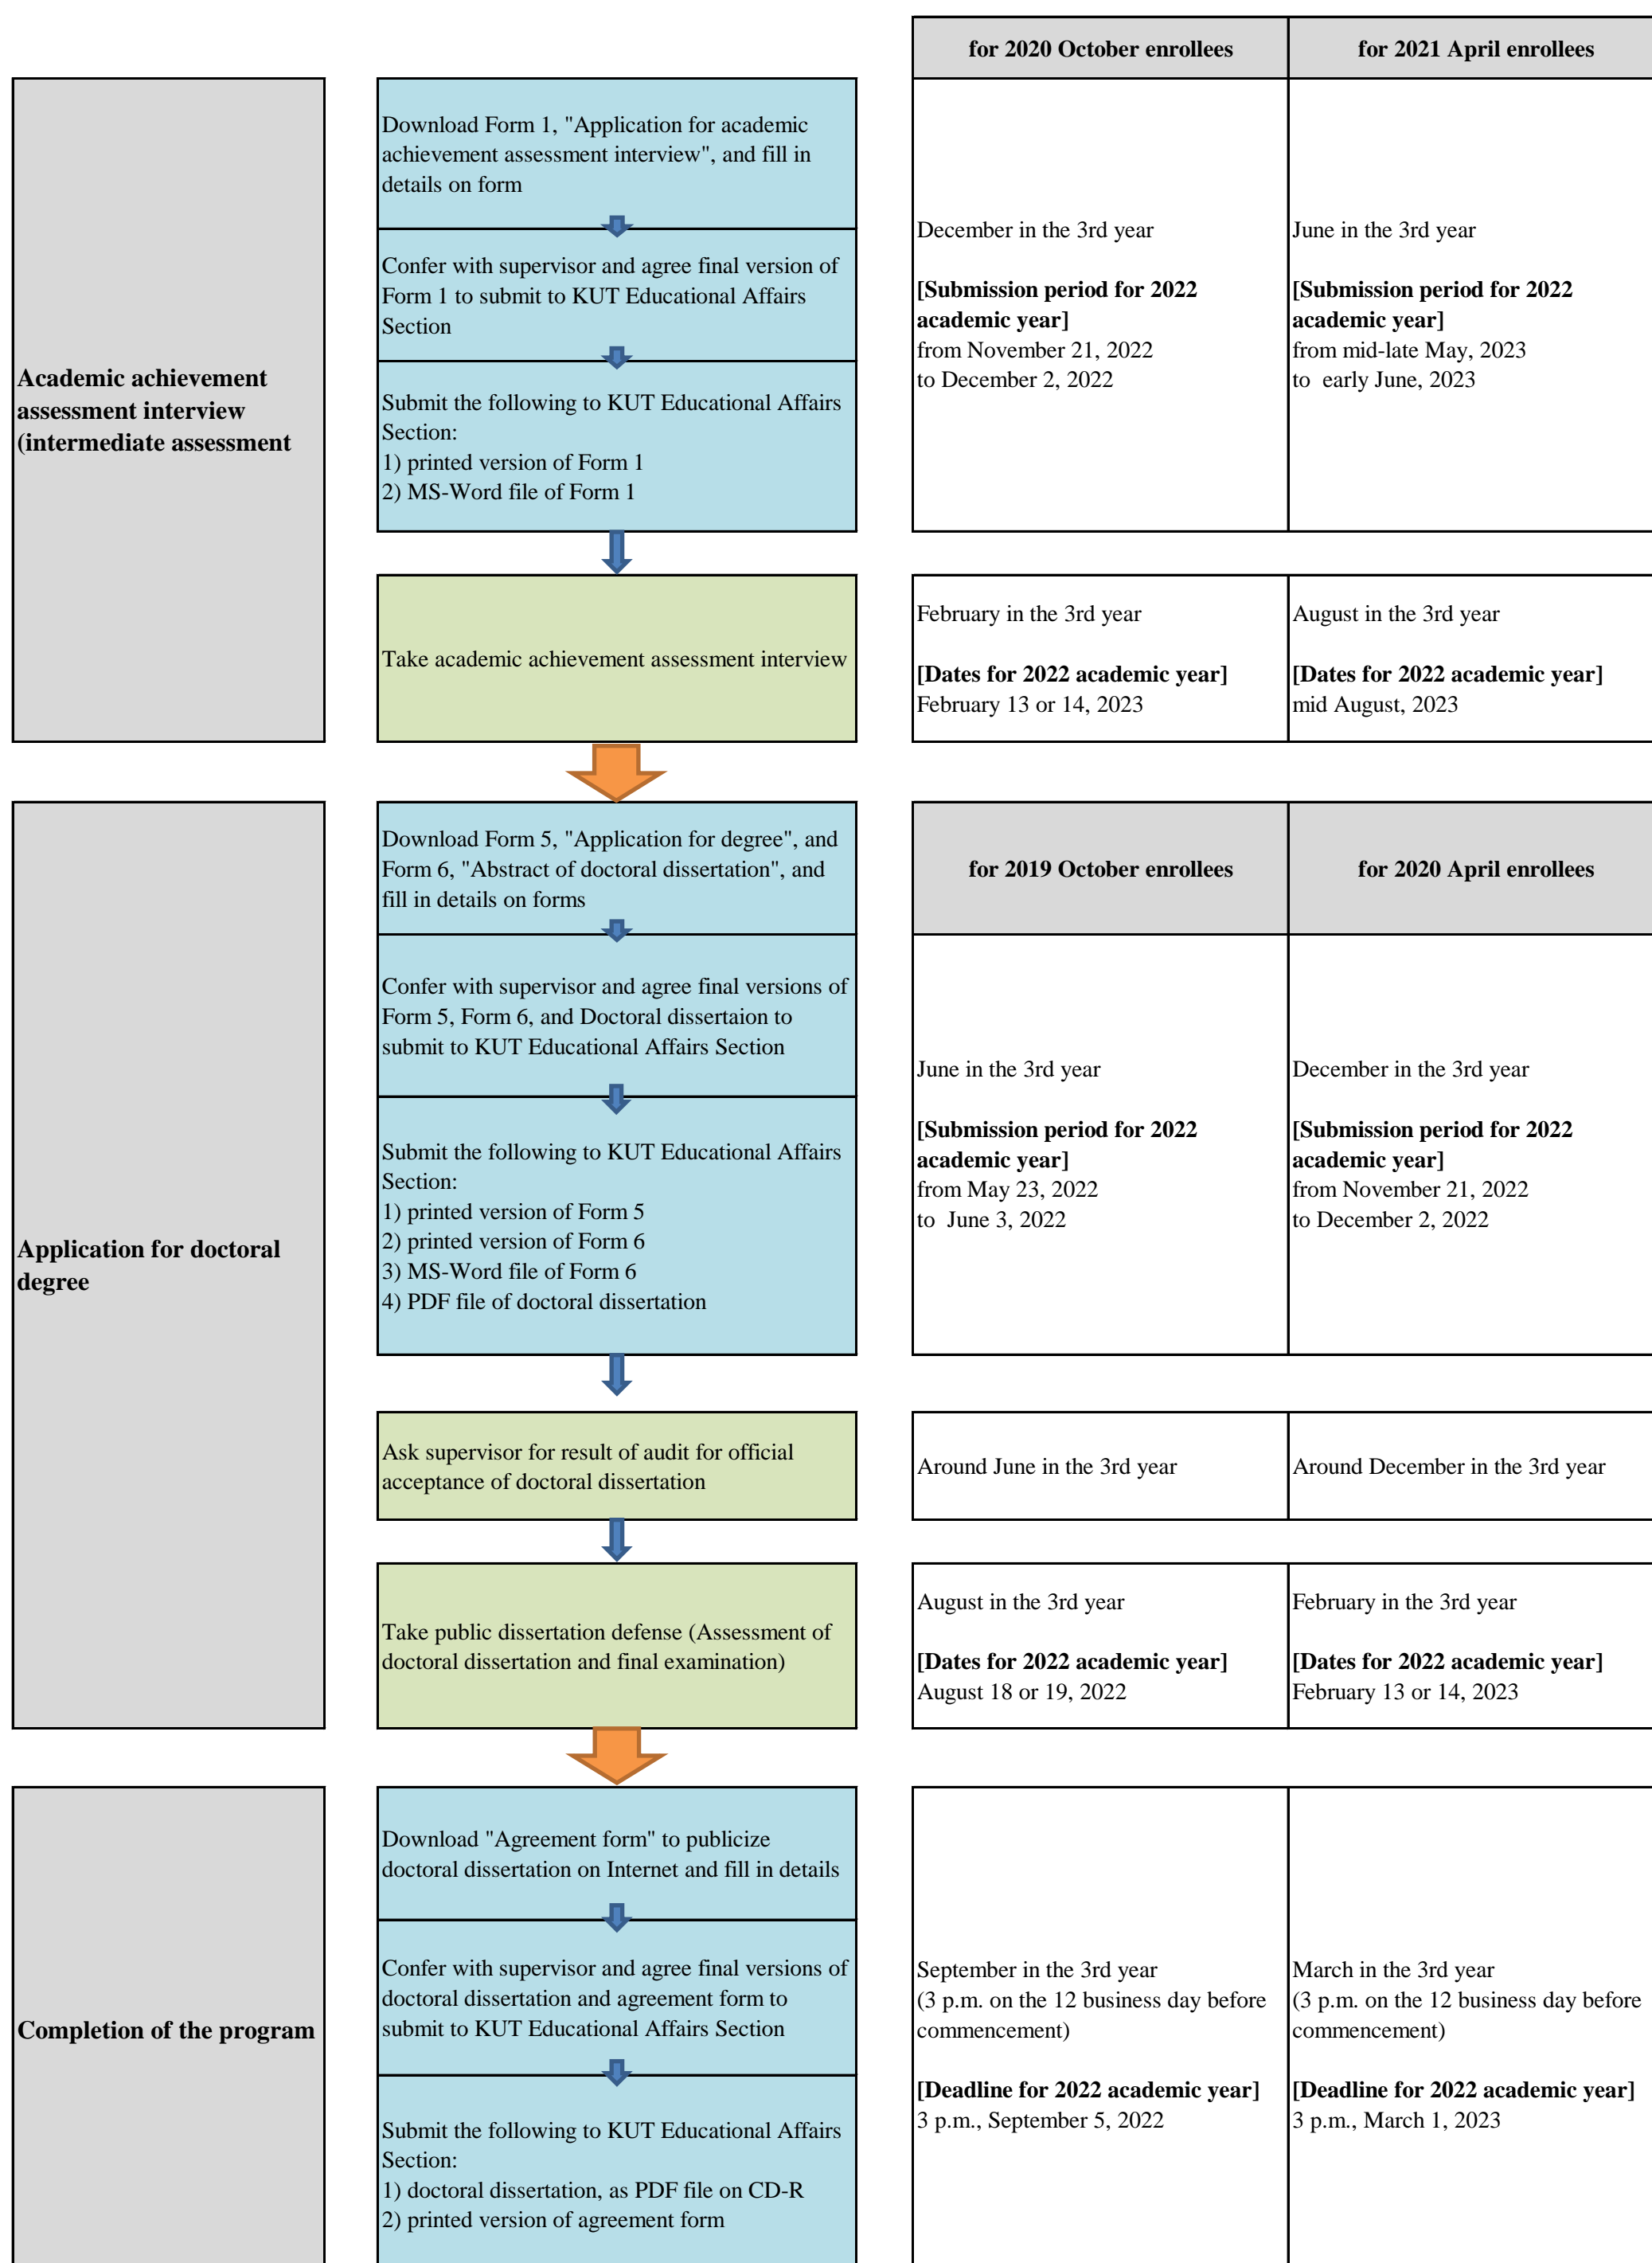 for 2020 October enrollees
for 2021 April enrollees
Academic achievement
assessment interview
(intermediate assessment
Download Form 1, "Application for academic
achievement assessment interview", and fill in
details on form
Confer with supervisor and agree final version of
Form 1 to submit to KUT Educational Affairs
Section
Submit the following to KUT Educational Affairs
Section:
1) printed version of Form 1
2) MS-Word file of Form 1
December in the 3rd year
[Submission period for 2022
academic year]
from November 21, 2022
to December 2, 2022
June in the 3rd year
[Submission period for 2022
academic year]
from mid-late May, 2023
to  early June, 2023
Take academic achievement assessment interview
February in the 3rd year
[Dates for 2022 academic year]
February 13 or 14, 2023
August in the 3rd year
[Dates for 2022 academic year]
mid August, 2023
Application for doctoral
degree
Download Form 5, "Application for degree", and
Form 6, "Abstract of doctoral dissertation", and
fill in details on forms
for 2019 October enrollees
for 2020 April enrollees
Confer with supervisor and agree final versions of
Form 5, Form 6, and Doctoral dissertaion to
submit to KUT Educational Affairs Section
Submit the following to KUT Educational Affairs
Section:
1) printed version of Form 5
2) printed version of Form 6
3) MS-Word file of Form 6
4) PDF file of doctoral dissertation
June in the 3rd year
[Submission period for 2022
academic year]
from May 23, 2022
to  June 3, 2022
December in the 3rd year
[Submission period for 2022
academic year]
from November 21, 2022
to December 2, 2022
Ask supervisor for result of audit for official
acceptance of doctoral dissertation
Around June in the 3rd year
Around December in the 3rd year
Take public dissertation defense (Assessment of
doctoral dissertation and final examination)
August in the 3rd year
[Dates for 2022 academic year]
August 18 or 19, 2022
February in the 3rd year
[Dates for 2022 academic year]
February 13 or 14, 2023
Completion of the program
Download "Agreement form" to publicize
doctoral dissertation on Internet and fill in details
Confer with supervisor and agree final versions of
doctoral dissertation and agreement form to
submit to KUT Educational Affairs Section
Submit the following to KUT Educational Affairs
Section:
1) doctoral dissertation, as PDF file on CD-R
2) printed version of agreement form
September in the 3rd year
(3 p.m. on the 12 business day before
commencement)
[Deadline for 2022 academic year]
3 p.m., September 5, 2022
March in the 3rd year
(3 p.m. on the 12 business day before
commencement)
[Deadline for 2022 academic year]
3 p.m., March 1, 2023